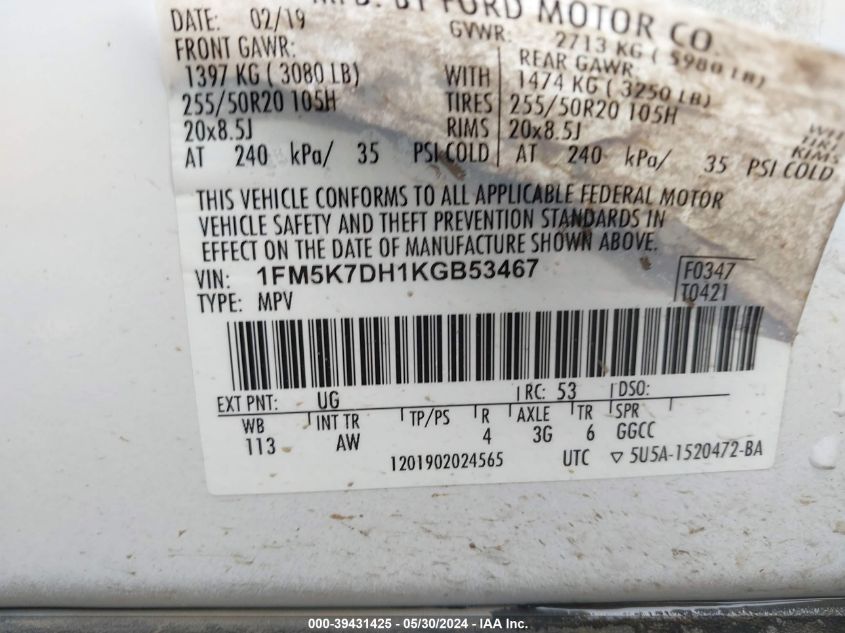 MFD. BY FORD MOTOR CO.
DATE: 02/19 GVWR: 2713 KG ( 5980 LB)
FRONT GAWR: REAR GAWR:
1397 KG ( 3080 LB) WITH 1474 KG ( 3250 LB)
255/50R20 105H TIRES 255/50R20 105H
20x8.5J RIMS 20x8.5J
AT 240 kPa/ 35 PSI COLD AT 240 kPa/ 35 PSI COLD
THIS VEHICLE CONFORMS TO ALL APPLICABLE FEDERAL MOTOR
VEHICLE SAFETY AND THEFT PREVENTION STANDARDS IN
EFFECT ON THE DATE OF MANUFACTURE SHOWN ABOVE.
VIN: 1FM5K7DH1KGB53467 F0347
TYPE: MPV T0421
EXT PNT: UG RC: 53 DSO:
WB INT TR TP/PS R AXLE TR SPR
113 AW 4 3G 6 GGCC
1201902024565 UTC ▽ 5U5A-1520472-BA
000-39431425 - 05/30/2024 - IAA Inc.